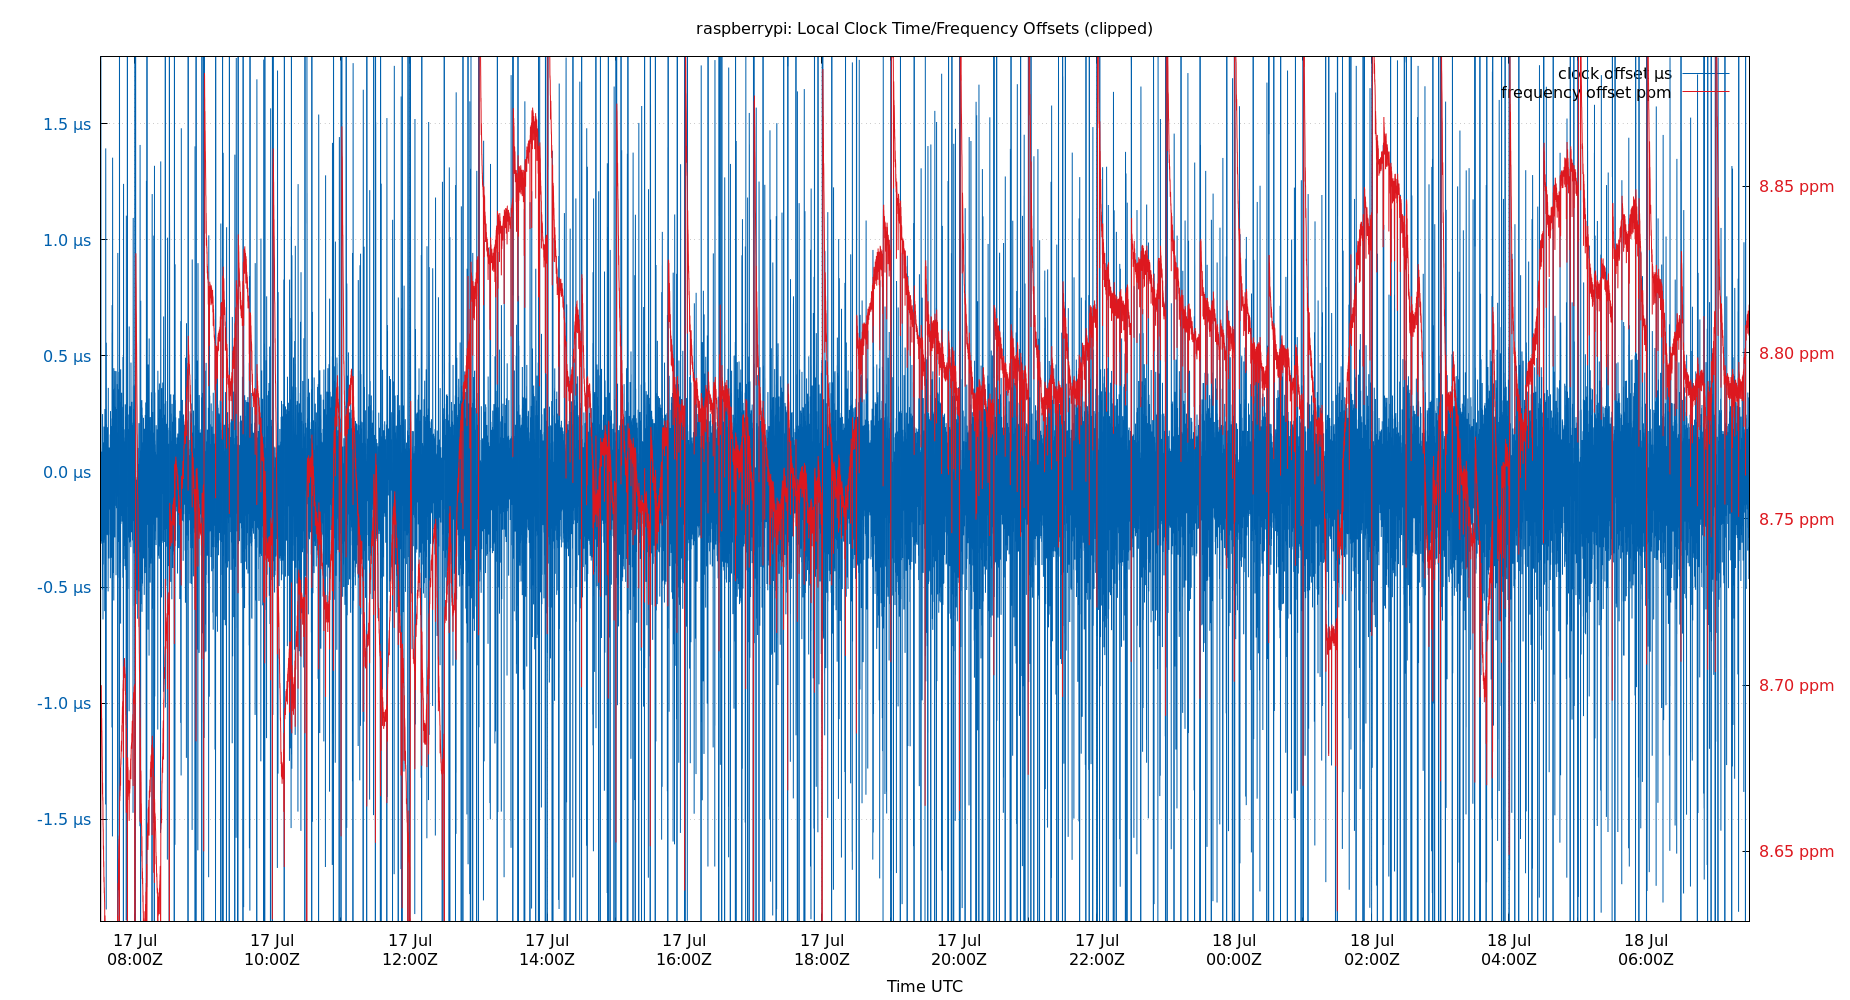 raspberrypi: Local Clock Time/Frequency Offsets (clipped)
clock offset µs
frequency offset ppm
1.5 µs
1.0 µs
0.5 µs
0.0 µs
-0.5 µs
-1.0 µs
-1.5 µs
8.85 ppm
8.80 ppm
8.75 ppm
8.70 ppm
8.65 ppm
17 Jul 17 Jul 17 Jul 17 Jul 17 Jul 17 Jul 17 Jul 17 Jul 18 Jul 18 Jul 18 Jul 18 Jul
08:00Z 10:00Z 12:00Z 14:00Z 16:00Z 18:00Z 20:00Z 22:00Z 00:00Z 02:00Z 04:00Z 06:00Z
Time UTC